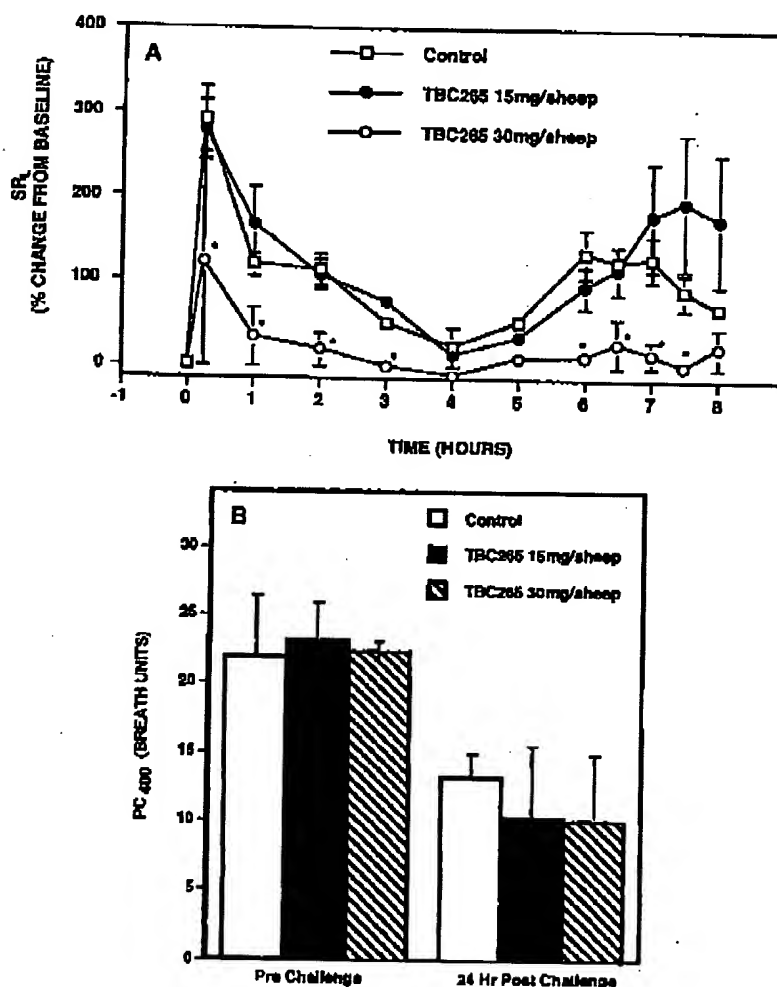 A
Control
TBC265 15mg/sheep
TBC265 30mg/sheep
SRL
(% CHANGE FROM BASELINE)
400
300
200
100
0
-1 0 1 2 3 4 5 6 7 8
TIME (HOURS)
B
Control
TBC265 15mg/sheep
TBC265 30mg/sheep
PC400 (BREATH UNITS)
30
25
20
15
10
5
0
Pre Challenge 24 Hr Post Challenge